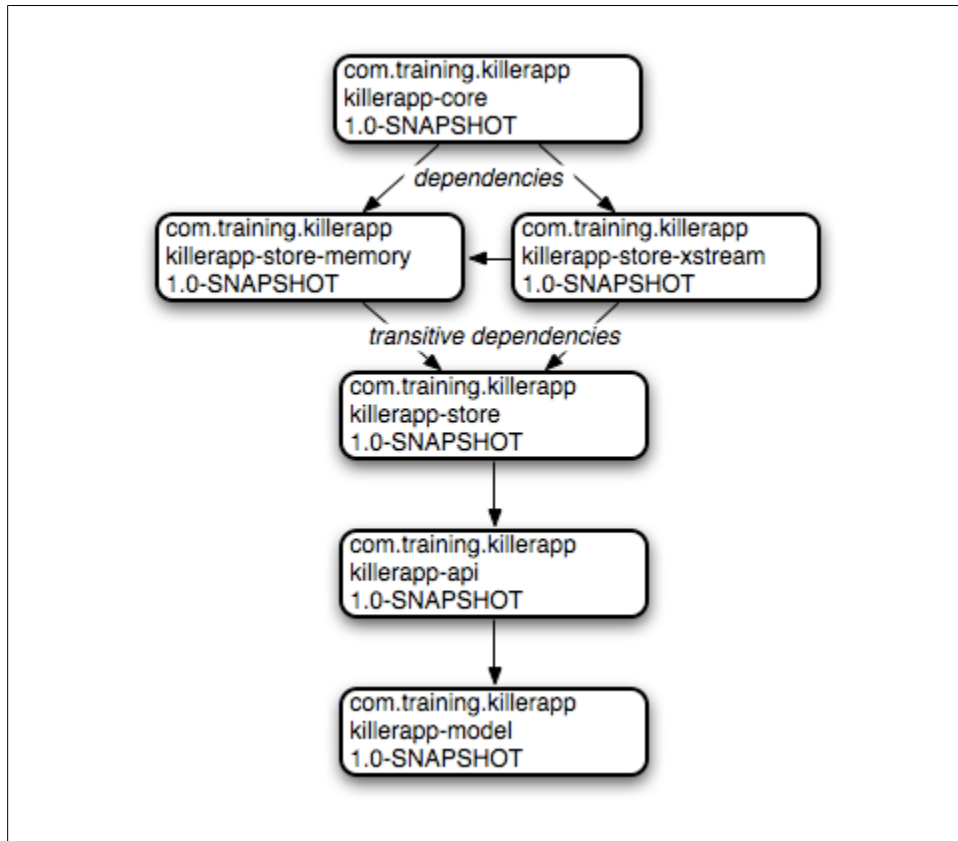 com.training.killerapp
killerapp-core
1.0-SNAPSHOT
dependencies
com.training.killerapp
killerapp-store-memory
1.0-SNAPSHOT
com.training.killerapp
killerapp-store-xstream
1.0-SNAPSHOT
transitive dependencies
com.training.killerapp
killerapp-store
1.0-SNAPSHOT
com.training.killerapp
killerapp-api
1.0-SNAPSHOT
com.training.killerapp
killerapp-model
1.0-SNAPSHOT